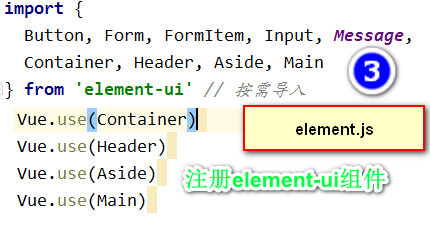 import {
Button, Form, FormItem, Input, Message,
Container, Header, Aside, Main
} from 'element-ui' // 按需导入
3
Vue.use(Container)
element.js
Vue.use(Header)
Vue.use(Aside)
注册element-ui组件
Vue.use(Main)